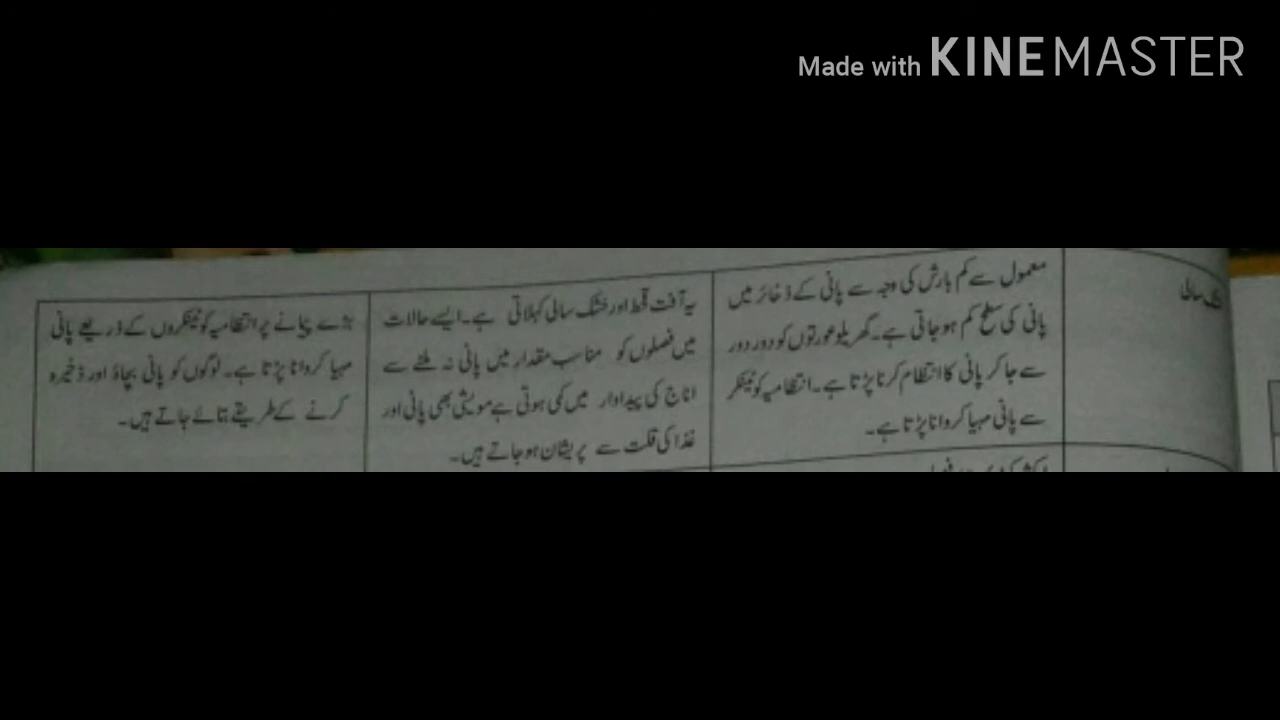 Made with KINEMASTER
سالی
معمول سے کم بارش کی وجہ سے پانی کے ذخائر میں
پانی کی سطح کم ہو جاتی ہے۔ گھریلو عورتوں کو دور دور
سے جا کر پانی کا انتظام کرنا پڑتا ہے۔ انتظامیہ کو ٹینکر
سے پانی مہیا کروانا پڑتا ہے۔
یہ آفت قحط اور خشک سالی کہلاتی ہے۔ ایسے حالات
میں فصلوں کو مناسب مقدار میں پانی نہ ملنے سے
اناج کی پیداوار میں کمی ہوتی ہے مویشی بھی پانی اور
غذا کی قلت سے پریشان ہو جاتے ہیں۔
بڑے پیمانے پر انتظامیہ کو ٹینکروں کے ذریعے پانی
مہیا کروانا پڑتا ہے۔ لوگوں کو پانی بچاؤ اور ذخیرہ
کرنے کے طریقے بتائے جاتے ہیں۔